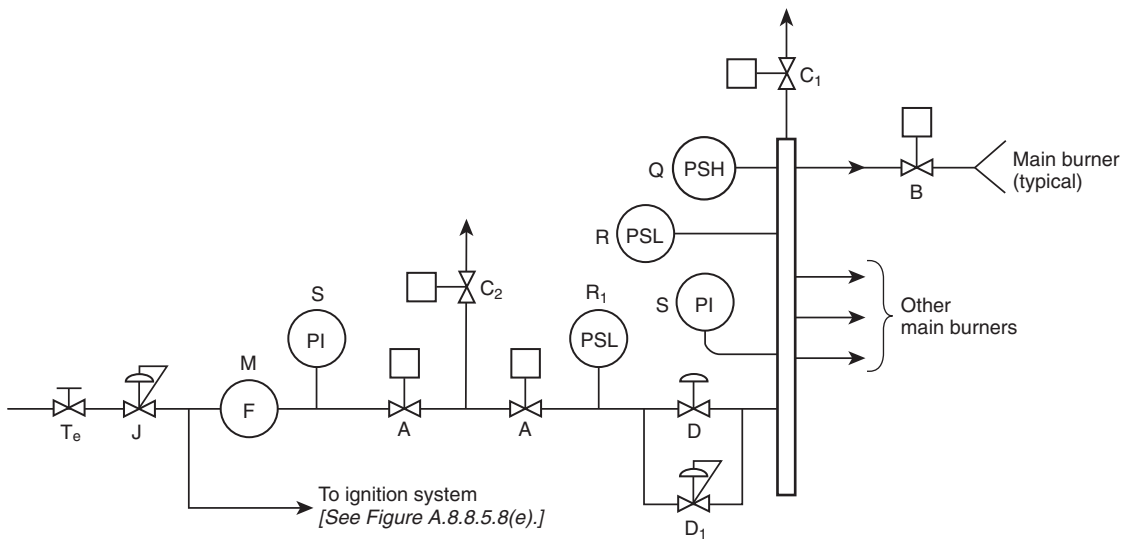 C₁
Q
PSH
B
Main burner
(typical)
R
PSL
C₂
S
PI
R₁
PSL
S
PI
Other
main burners
M
F
Tₑ
J
A
A
D
D₁
To ignition system
[See Figure A.8.8.5.8(e).]